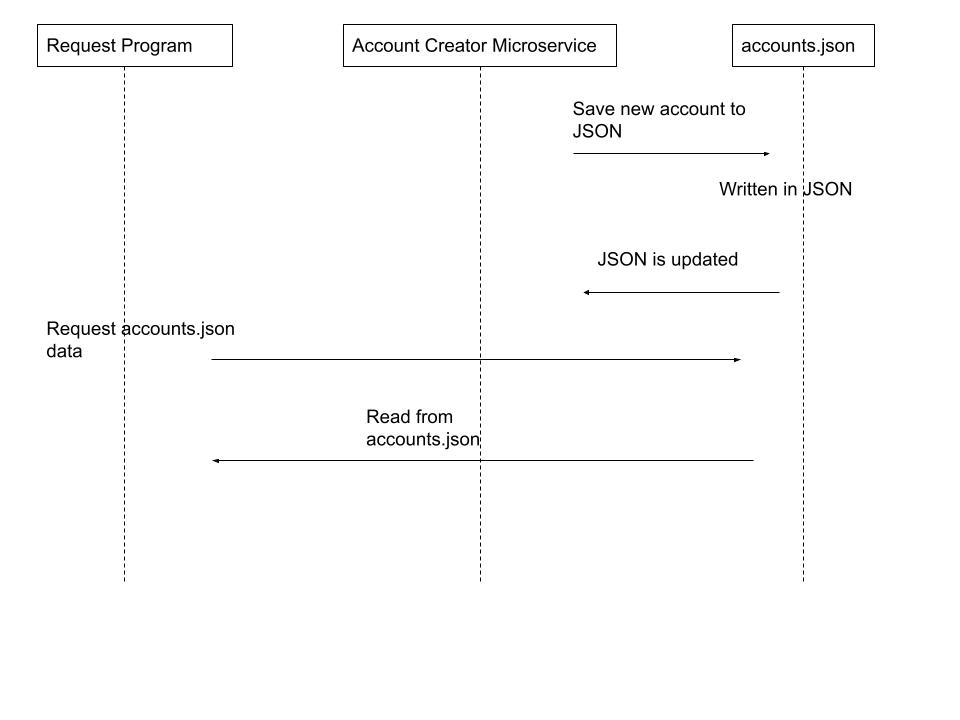 Request Program
Account Creator Microservice
accounts.json
Save new account to
JSON
Written in JSON
JSON is updated
Request accounts.json
data
Read from
accounts.json